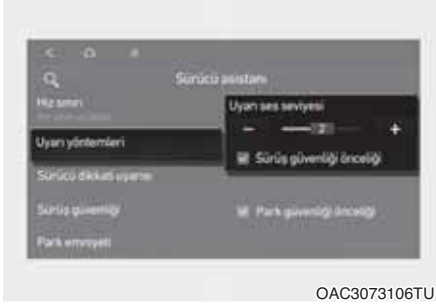 Sürücü asistanı
Hız sınırı
Uyarı ses seviyesi
- 2 +
Uyarı yöntemleri
Sürüş güvenliği önceliği
Sürücü dikkati uyarısı
Sürüş güvenliği
Park güvenliği önceliği
Park emniyeti
OAC3073106TU